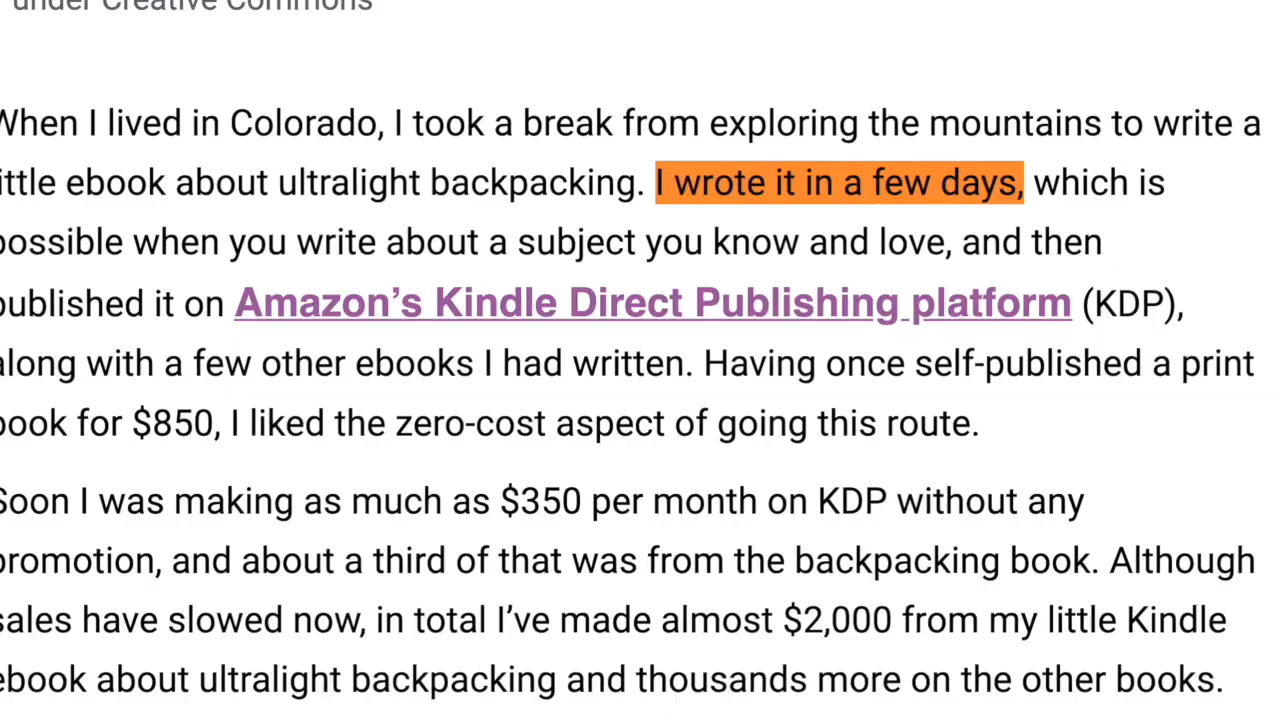 under Creative Commons
When I lived in Colorado, I took a break from exploring the mountains to write a
little ebook about ultralight backpacking. I wrote it in a few days, which is
possible when you write about a subject you know and love, and then
published it on Amazon’s Kindle Direct Publishing platform (KDP),
along with a few other ebooks I had written. Having once self-published a print
book for $850, I liked the zero-cost aspect of going this route.
Soon I was making as much as $350 per month on KDP without any
promotion, and about a third of that was from the backpacking book. Although
sales have slowed now, in total I’ve made almost $2,000 from my little Kindle
ebook about ultralight backpacking and thousands more on the other books.